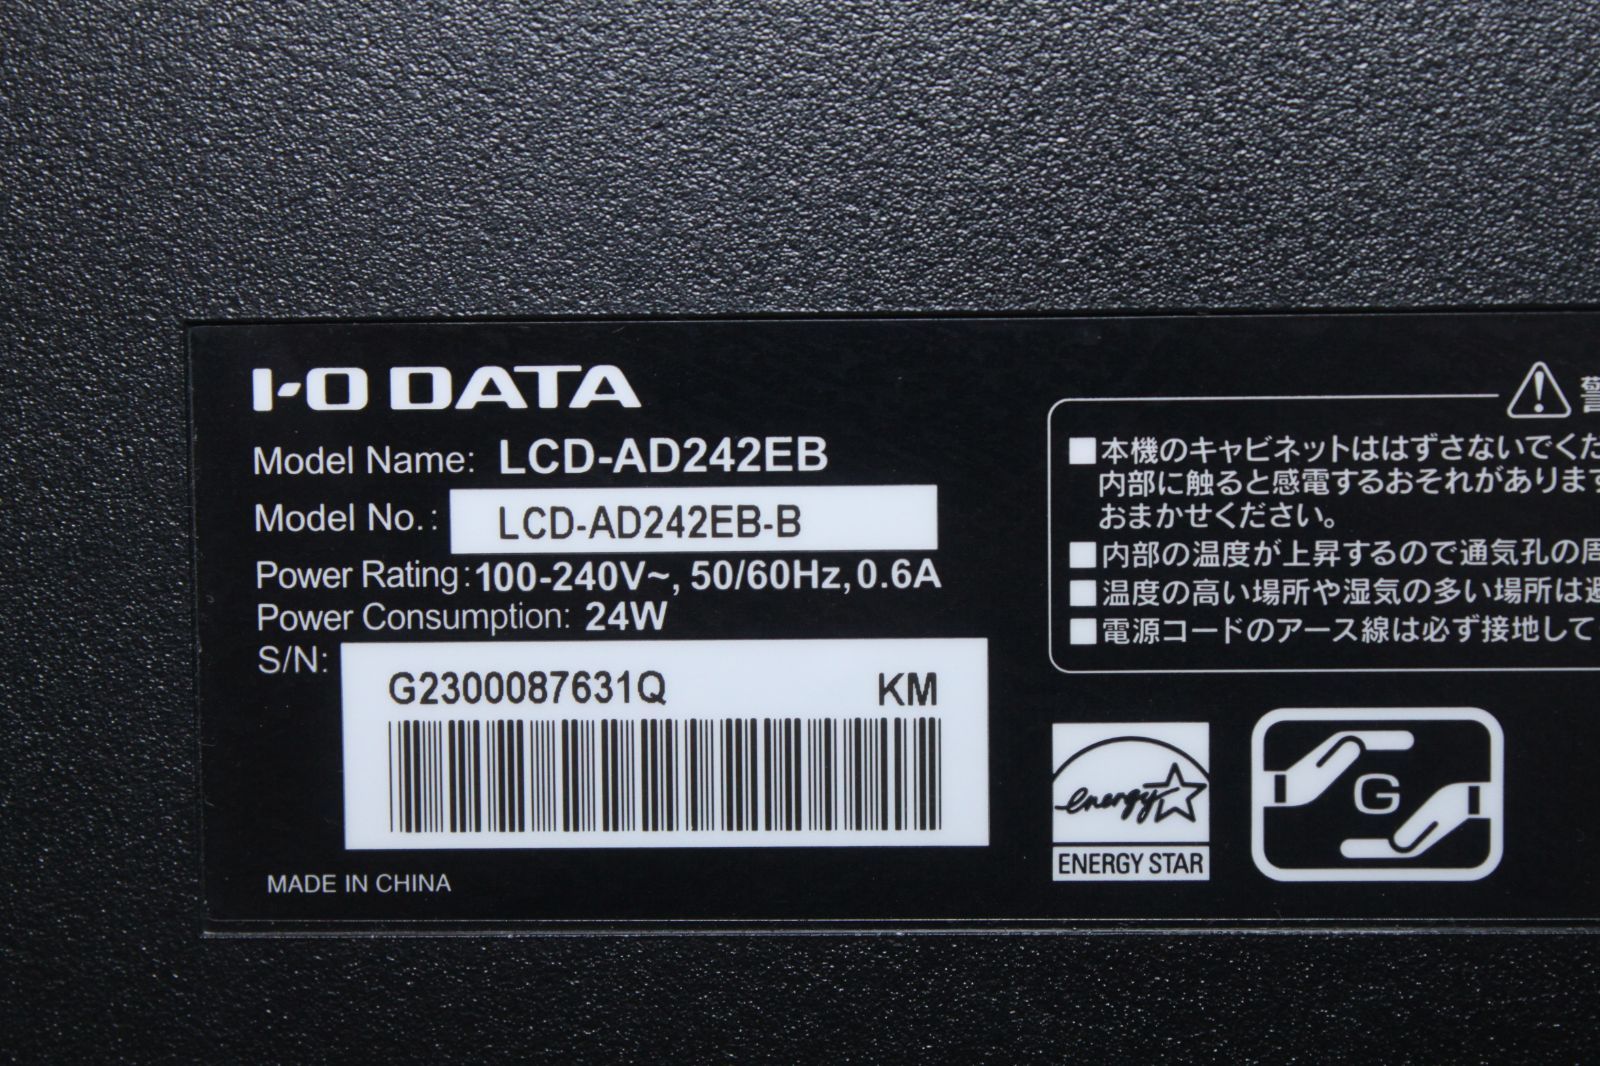 I-O DATA
Model Name: LCD-AD242EB
Model No.: LCD-AD242EB-B
Power Rating: 100-240V~, 50/60Hz, 0.6A
Power Consumption: 24W
S/N: G2300087631Q KM
MADE IN CHINA
■本機のキャビネットははずさないでくだ
内部に触ると感電するおそれがあります
おまかせください。
■内部の温度が上昇するので通気孔の周
■温度の高い場所や湿気の多い場所は避
■電源コードのアース線は必ず接地して
energy
ENERGY STAR
G